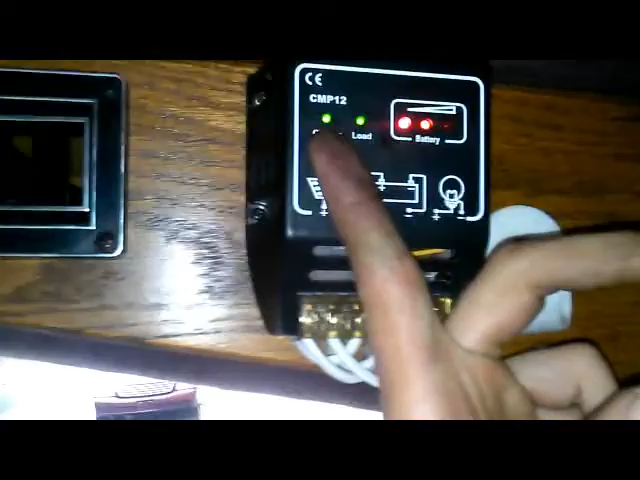 CE
CMP12
Load
Battery
+ - + -